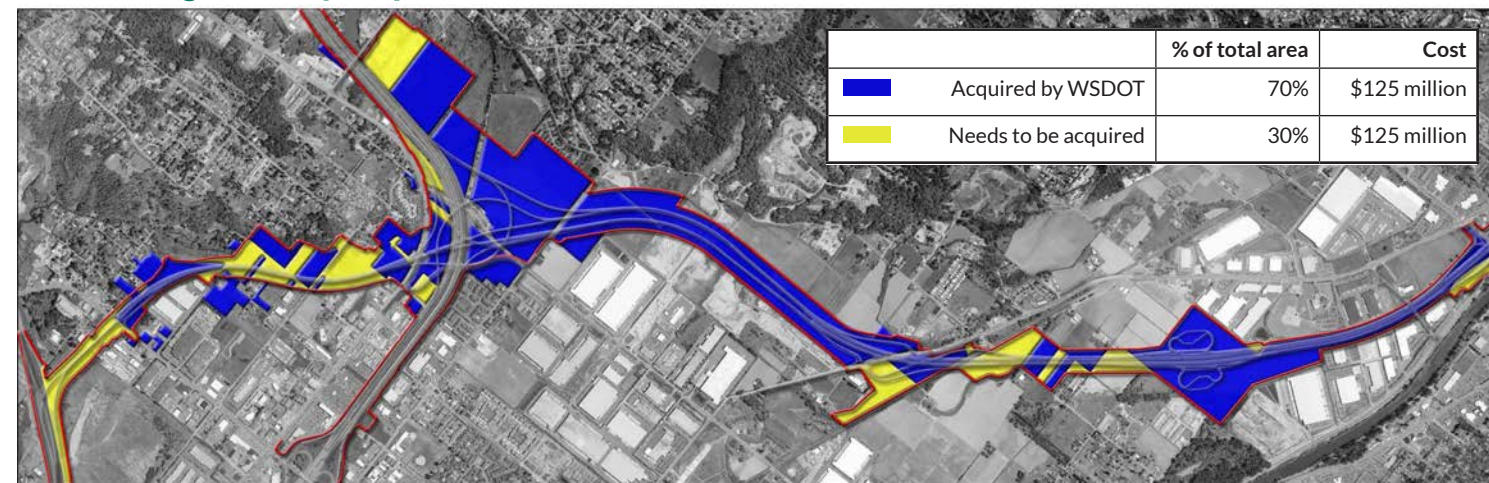 % of total area Cost
Acquired by WSDOT 70% $125 million
Needs to be acquired 30% $125 million